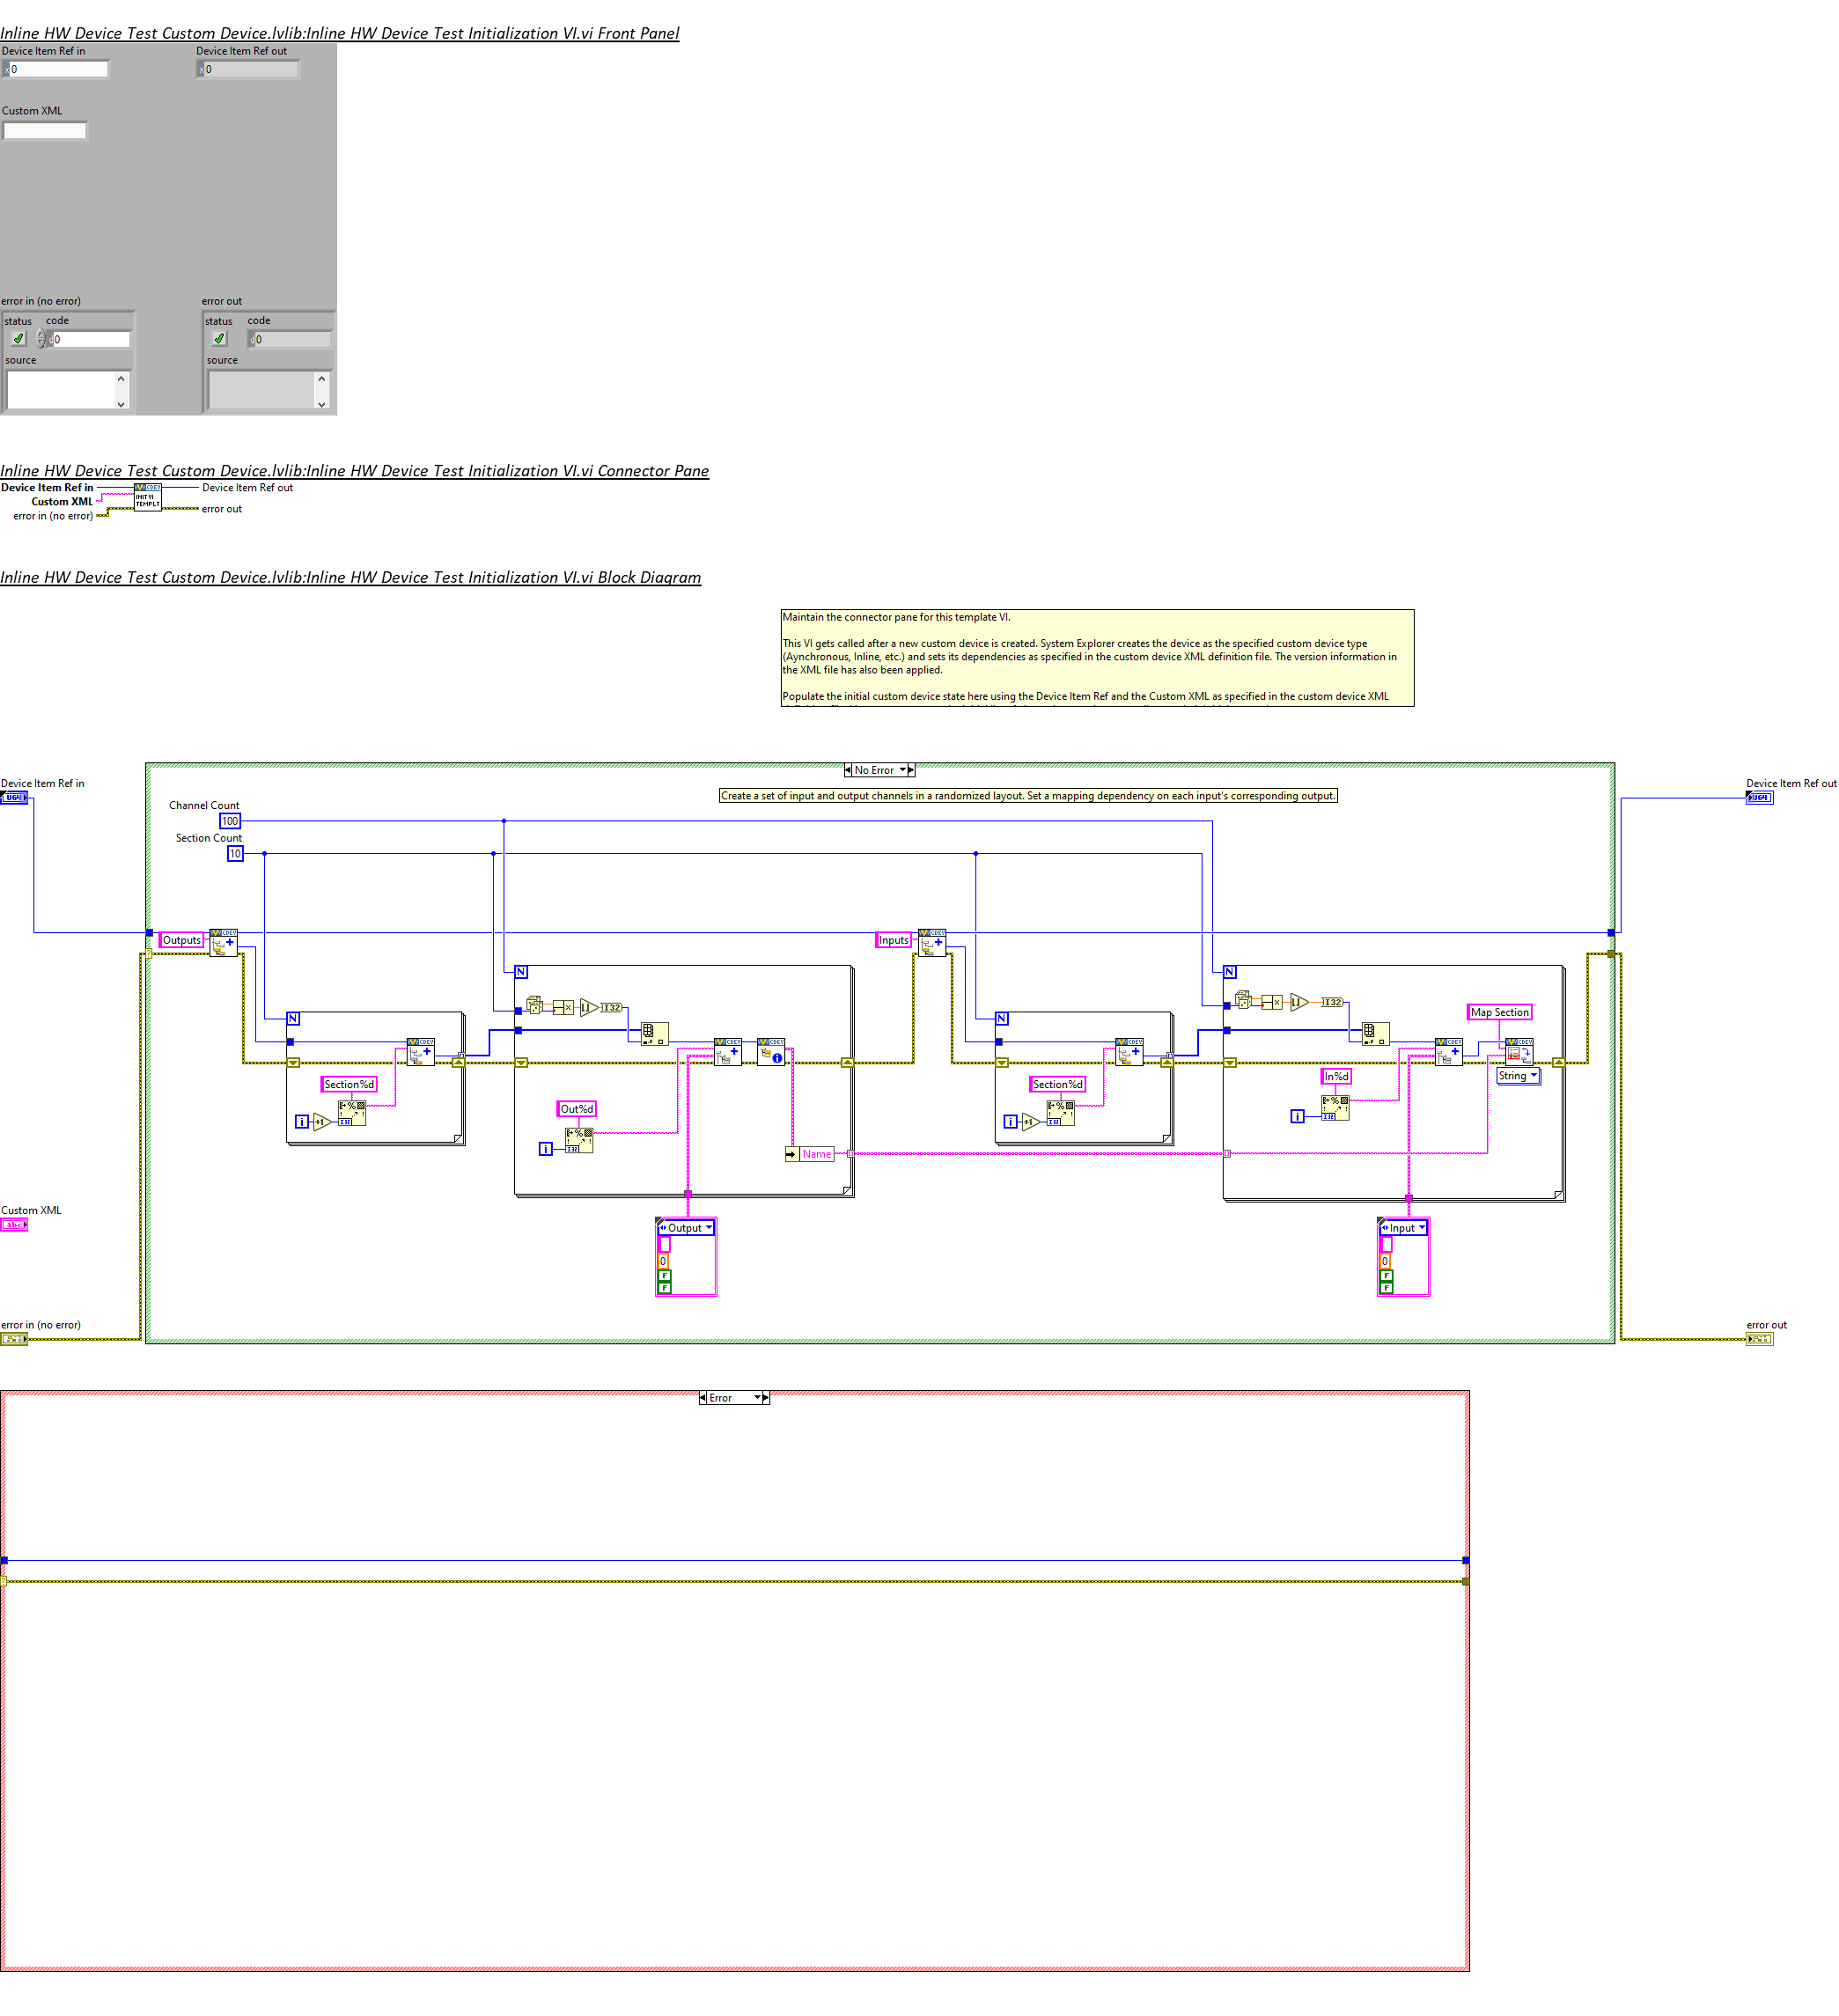 Inline HW Device Test Custom Device.lvlib:Inline HW Device Test Initialization VI.vi Front Panel
Device Item Ref in
Device Item Ref out
x 0
x 0
Custom XML
error in (no error)
error out
status code
status code
0
0
source
source
Inline HW Device Test Custom Device.lvlib:Inline HW Device Test Initialization VI.vi Connector Pane
Device Item Ref in
CDEV
Device Item Ref out
Custom XML
INIT VI
TEMPLT
error in (no error)
error out
Inline HW Device Test Custom Device.lvlib:Inline HW Device Test Initialization VI.vi Block Diagram
Maintain the connector pane for this template VI.
This VI gets called after a new custom device is created. System Explorer creates the device as the specified custom device type
(Aynchronous, Inline, etc.) and sets its dependencies as specified in the custom device XML definition file. The version information in
the XML file has also been applied.
Populate the initial custom device state here using the Device Item Ref and the Custom XML as specified in the custom device XML
No Error
Device Item Ref in
Device Item Ref out
U64
U64
Create a set of input and output channels in a randomized layout. Set a mapping dependency on each input's corresponding output.
Channel Count
100
Section Count
10
Outputs
CDEV
Inputs
CDEV
N
N
I32
I32
Map Section
N
N
CDEV
CDEV
CDEV
CDEV
CDEV
CDEV
String
Section%d
Section%d
In%d
Out%d
i
+1
i
+1
i
i
Name
Custom XML
abc
Output
Input
0
0
F
F
F
F
error in (no error)
error out
Error